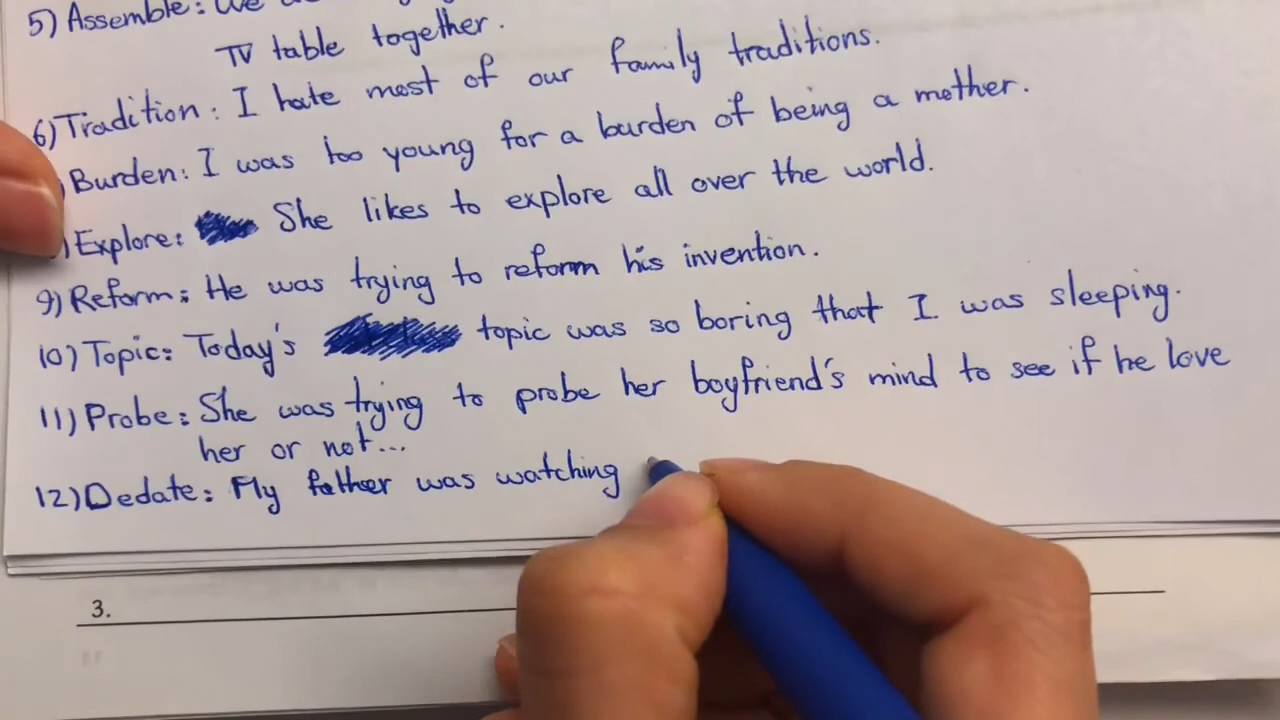 5) Assemble: We
TV table together.
6) Tradition: I hate most of our family traditions.
) Burden: I was too young for a burden of being a mother.
) Explore: She likes to explore all over the world.
9) Reform: He was trying to reform his invention.
10) Topic: Today's topic was so boring that I was sleeping.
11) Probe: She was trying to probe her boyfriend's mind to see if he love
her or not...
12) Dedate: My father was watching
3.